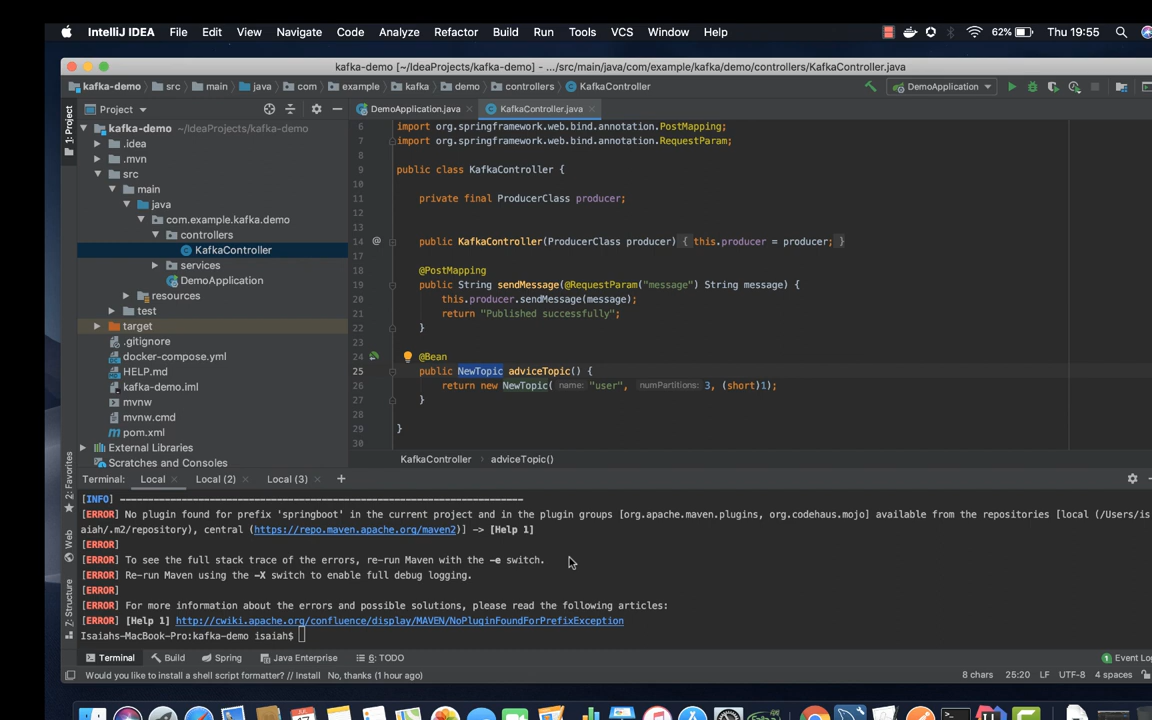 IntelliJ IDEA File Edit View Navigate Code Analyze Refactor Build Run Tools VCS Window Help 62% Thu 19:55
kafka-demo [~/IdeaProjects/kafka-demo] - .../src/main/java/com/example/kafka/demo/controllers/KafkaController.java
kafka-demo src main java com example kafka demo controllers KafkaController DemoApplication
Project DemoApplication.java KafkaController.java
1: Project
kafka-demo ~/IdeaProjects/kafka-demo
.idea
.mvn
src
main
java
com.example.kafka.demo
controllers
KafkaController
services
DemoApplication
resources
test
target
.gitignore
docker-compose.yml
HELP.md
kafka-demo.iml
mvnw
mvnw.cmd
pom.xml
External Libraries
Scratches and Consoles
6 import org.springframework.web.bind.annotation.PostMapping;
7 import org.springframework.web.bind.annotation.RequestParam;
8
9 public class KafkaController {
10
11 private final ProducerClass producer;
12
13
14 public KafkaController(ProducerClass producer) { this.producer = producer; }
17
18 @PostMapping
19 public String sendMessage(@RequestParam("message") String message) {
20 this.producer.sendMessage(message);
21 return "Published successfully";
22 }
23
24 @Bean
25 public NewTopic adviceTopic() {
26 return new NewTopic( name: "user", numPartitions: 3, (short)1);
27 }
28
29 }
30
KafkaController adviceTopic()
2: Favorites
Web
Z: Structure
Terminal: Local Local (2) Local (3) +
[INFO] ------------------------------------------------------------------------
[ERROR] No plugin found for prefix 'springboot' in the current project and in the plugin groups [org.apache.maven.plugins, org.codehaus.mojo] available from the repositories [local (/Users/is
aiah/.m2/repository), central (https://repo.maven.apache.org/maven2)] -> [Help 1]
[ERROR]
[ERROR] To see the full stack trace of the errors, re-run Maven with the -e switch.
[ERROR] Re-run Maven using the -X switch to enable full debug logging.
[ERROR]
[ERROR] For more information about the errors and possible solutions, please read the following articles:
[ERROR] [Help 1] http://cwiki.apache.org/confluence/display/MAVEN/NoPluginFoundForPrefixException
Isaiahs-MacBook-Pro:kafka-demo isaiah$
Terminal Build Spring Java Enterprise 6: TODO 1 Event Log
Would you like to install a shell script formatter? // Install No, thanks (1 hour ago) 8 chars 25:20 LF UTF-8 4 spaces